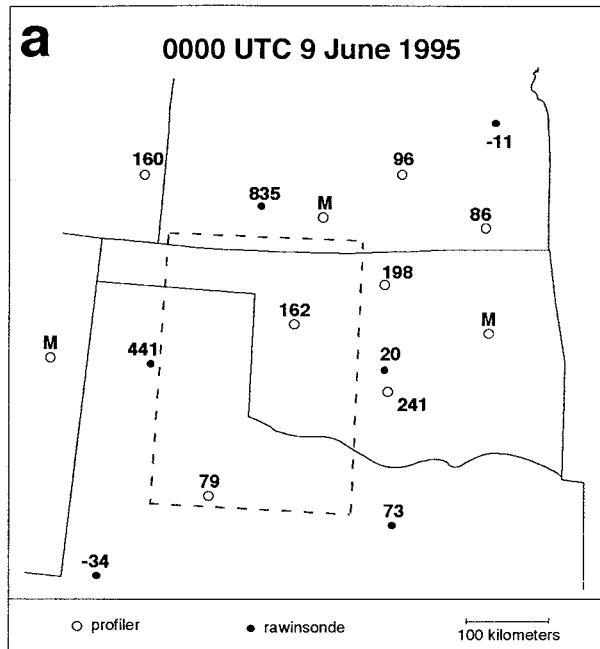 a
0000 UTC 9 June 1995
-11
160
96
835
M
86
198
162
M
M
441
20
241
79
73
-34
profiler
rawinsonde
100 kilometers